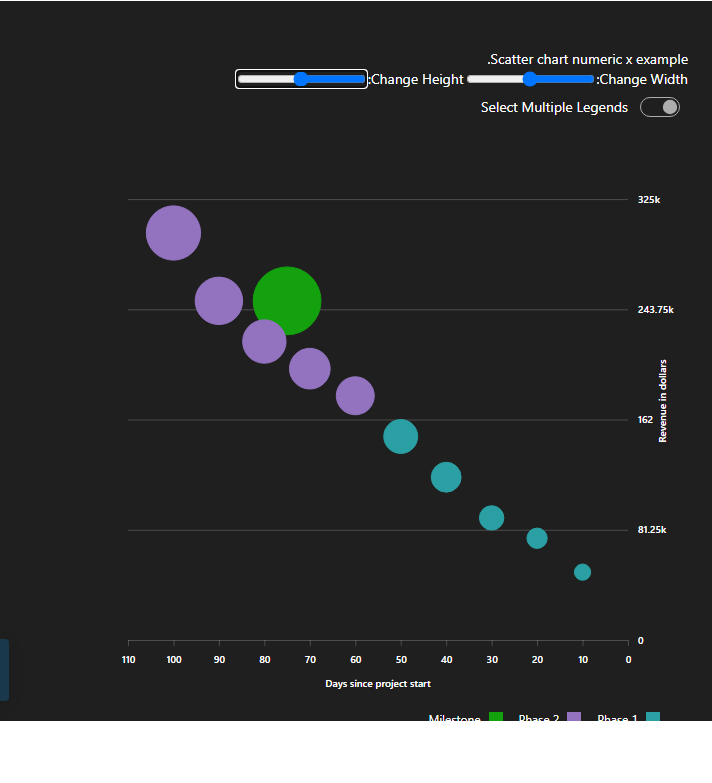 .Scatter chart numeric x example
:Change Height :Change Width
Select Multiple Legends
325k
243.75k
162
81.25k
0
Revenue in dollars
110 100 90 80 70 60 50 40 30 20 10 0
Days since project start
Milestone Phase 2 Phase 1